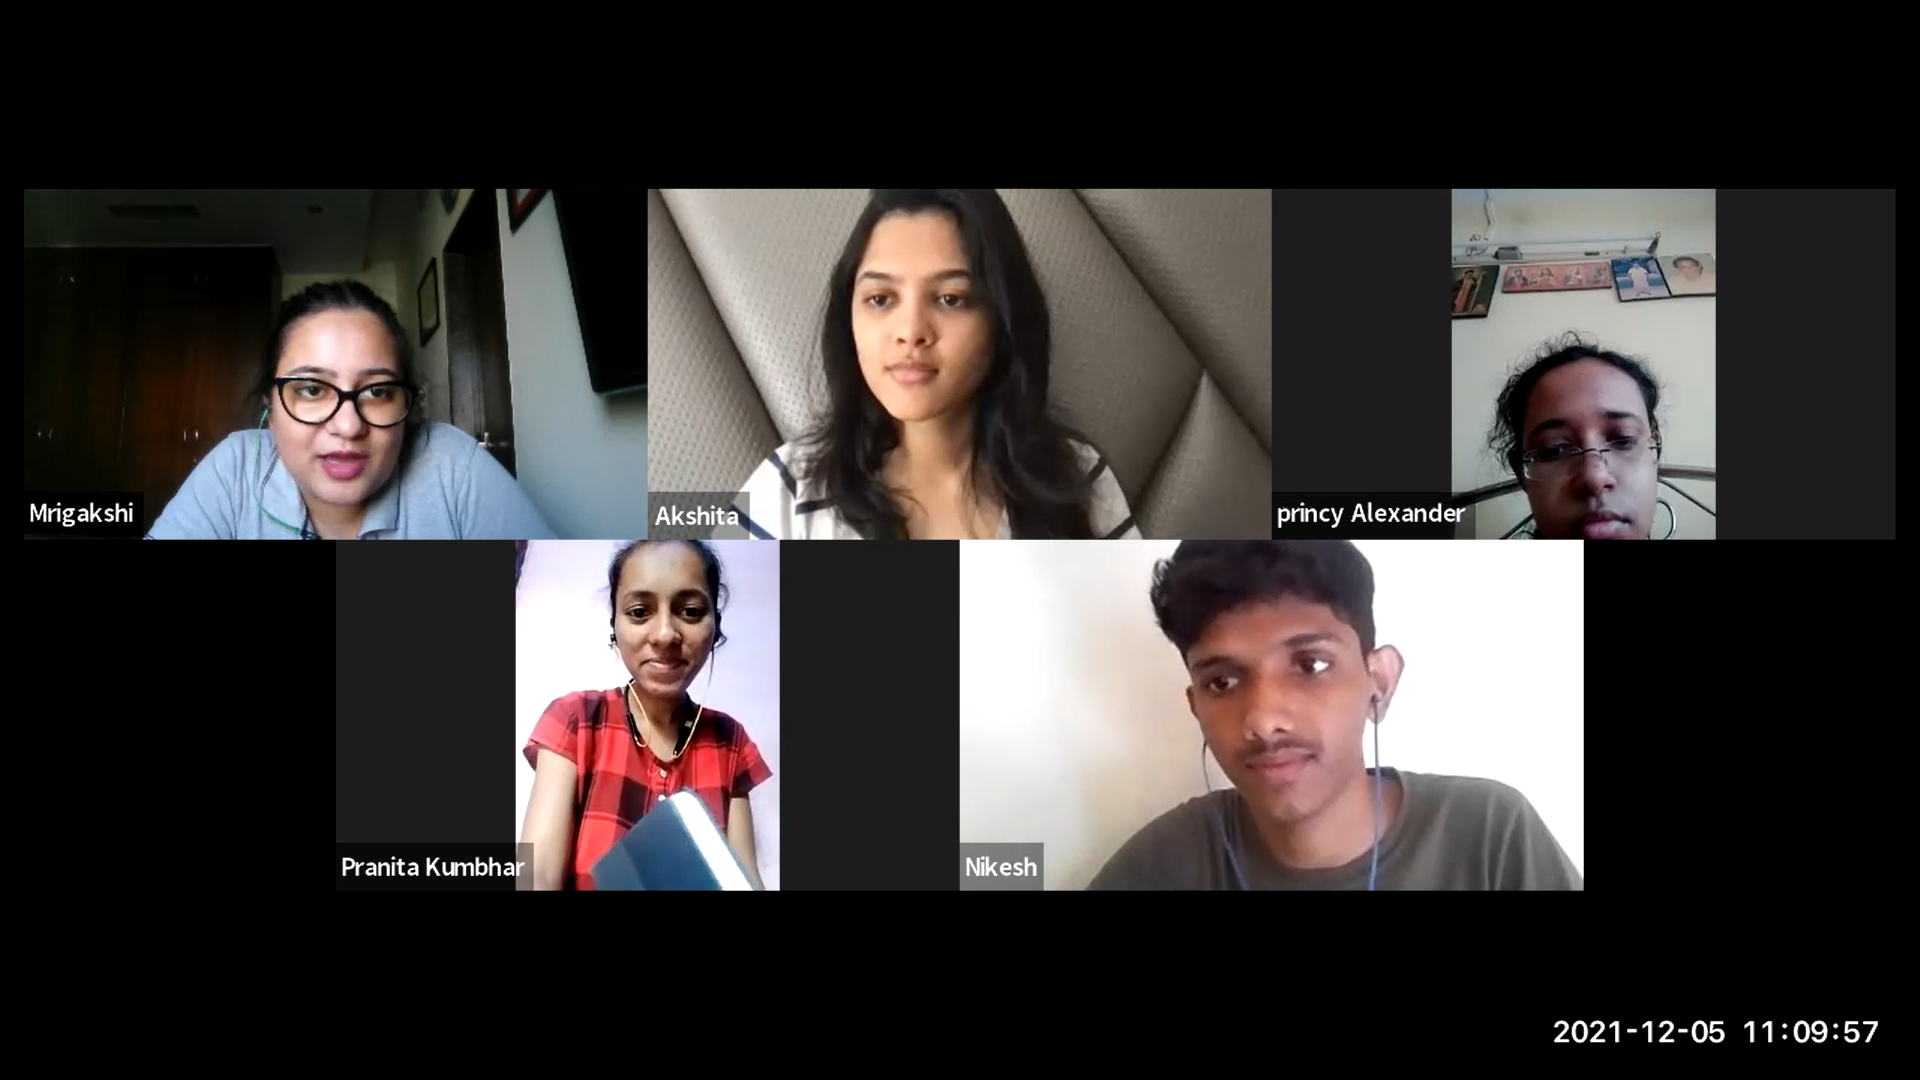 Mrigakshi
Akshita
princy Alexander
Pranita Kumbhar
Nikesh
2021-12-05 11:09:57